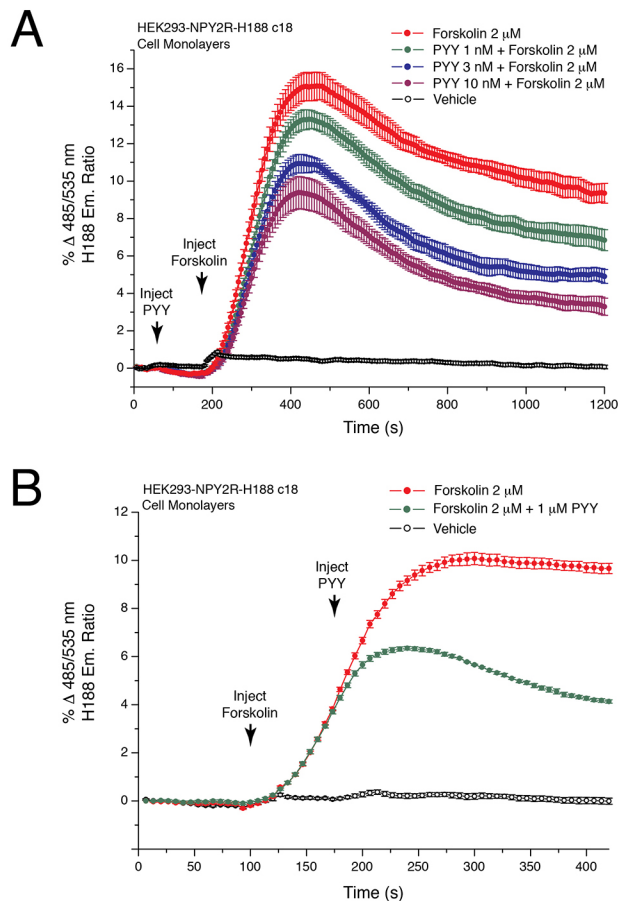 A
HEK293-NPY2R-H188 c18
Cell Monolayers
Forskolin 2 μM
PYY 1 nM + Forskolin 2 μM
PYY 3 nM + Forskolin 2 μM
PYY 10 nM + Forskolin 2 μM
Vehicle
% Δ 485/535 nm
H188 Em. Ratio
16
14
12
10
8
6
4
2
0
Inject
Forskolin
Inject
PYY
0 200 400 600 800 1000 1200
Time (s)
B
HEK293-NPY2R-H188 c18
Cell Monolayers
Forskolin 2 μM
Forskolin 2 μM + 1 μM PYY
Vehicle
% Δ 485/535 nm
H188 Em. Ratio
12
10
8
6
4
2
0
Inject
PYY
Inject
Forskolin
0 50 100 150 200 250 300 350 400
Time (s)